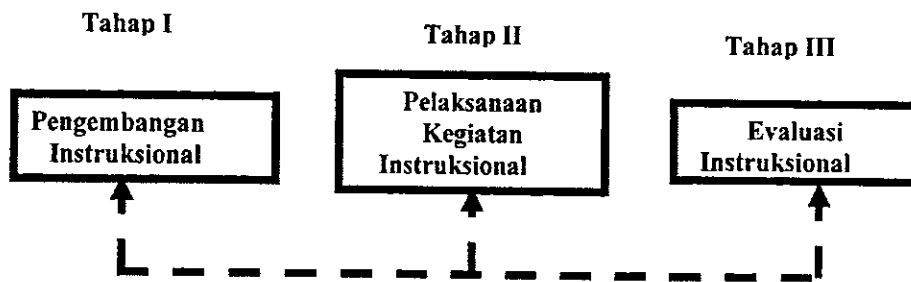 Tahap I
Tahap II
Tahap III
Pengembangan
Instruksional
Pelaksanaan
Kegiatan
Instruksional
Evaluasi
Instruksional